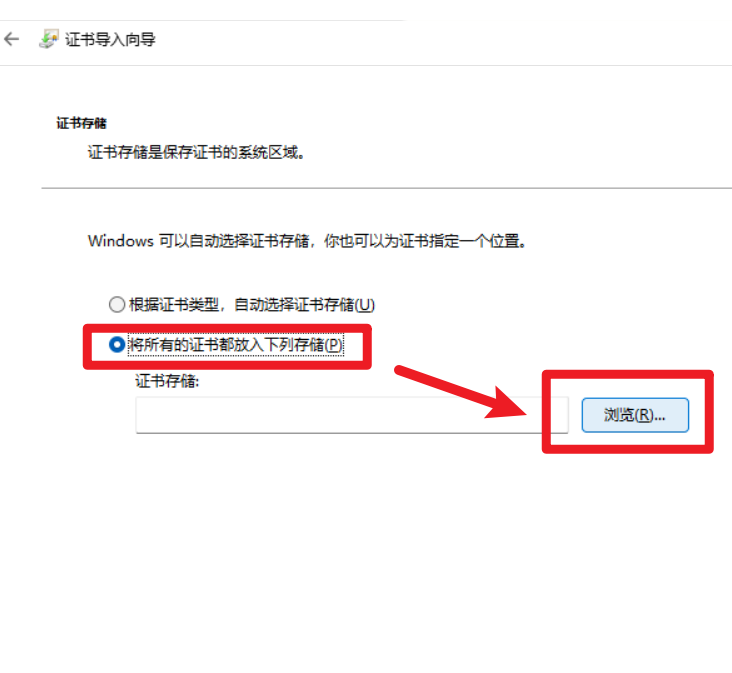 证书导入向导
证书存储
证书存储是保存证书的系统区域。
Windows 可以自动选择证书存储，你也可以为证书指定一个位置。
根据证书类型，自动选择证书存储(U)
将所有的证书都放入下列存储(P)
证书存储:
浏览(R)...